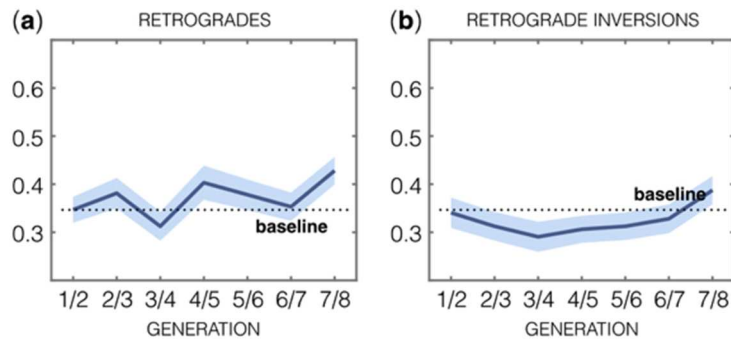 (a) RETROGRADES
0.6
0.5
0.4
0.3
baseline
1/2 2/3 3/4 4/5 5/6 6/7 7/8
GENERATION
(b) RETROGRADE INVERSIONS
0.6
0.5
0.4
0.3
baseline
1/2 2/3 3/4 4/5 5/6 6/7 7/8
GENERATION